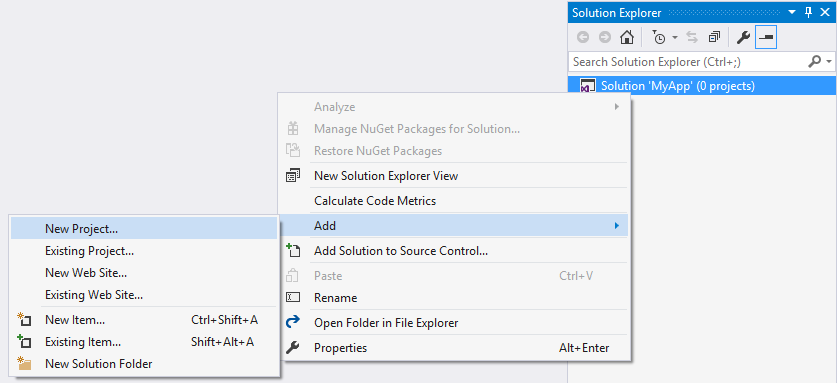 Solution Explorer
Search Solution Explorer (Ctrl+;)
Solution 'MyApp' (0 projects)
Analyze
Manage NuGet Packages for Solution...
Restore NuGet Packages
New Solution Explorer View
Calculate Code Metrics
Add
Add Solution to Source Control...
Paste Ctrl+V
Rename
Open Folder in File Explorer
Properties Alt+Enter
New Project...
Existing Project...
New Web Site...
Existing Web Site...
New Item... Ctrl+Shift+A
Existing Item... Shift+Alt+A
New Solution Folder